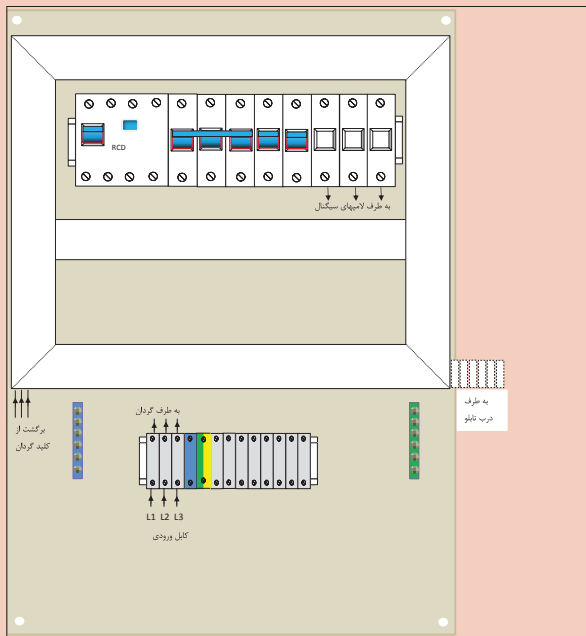 RCD
به طرف لامپهای سیگنال
به طرف
درب تابلو
به طرف گردان
برگشت از
کلید گردان
L1 L2 L3
کابل ورودی